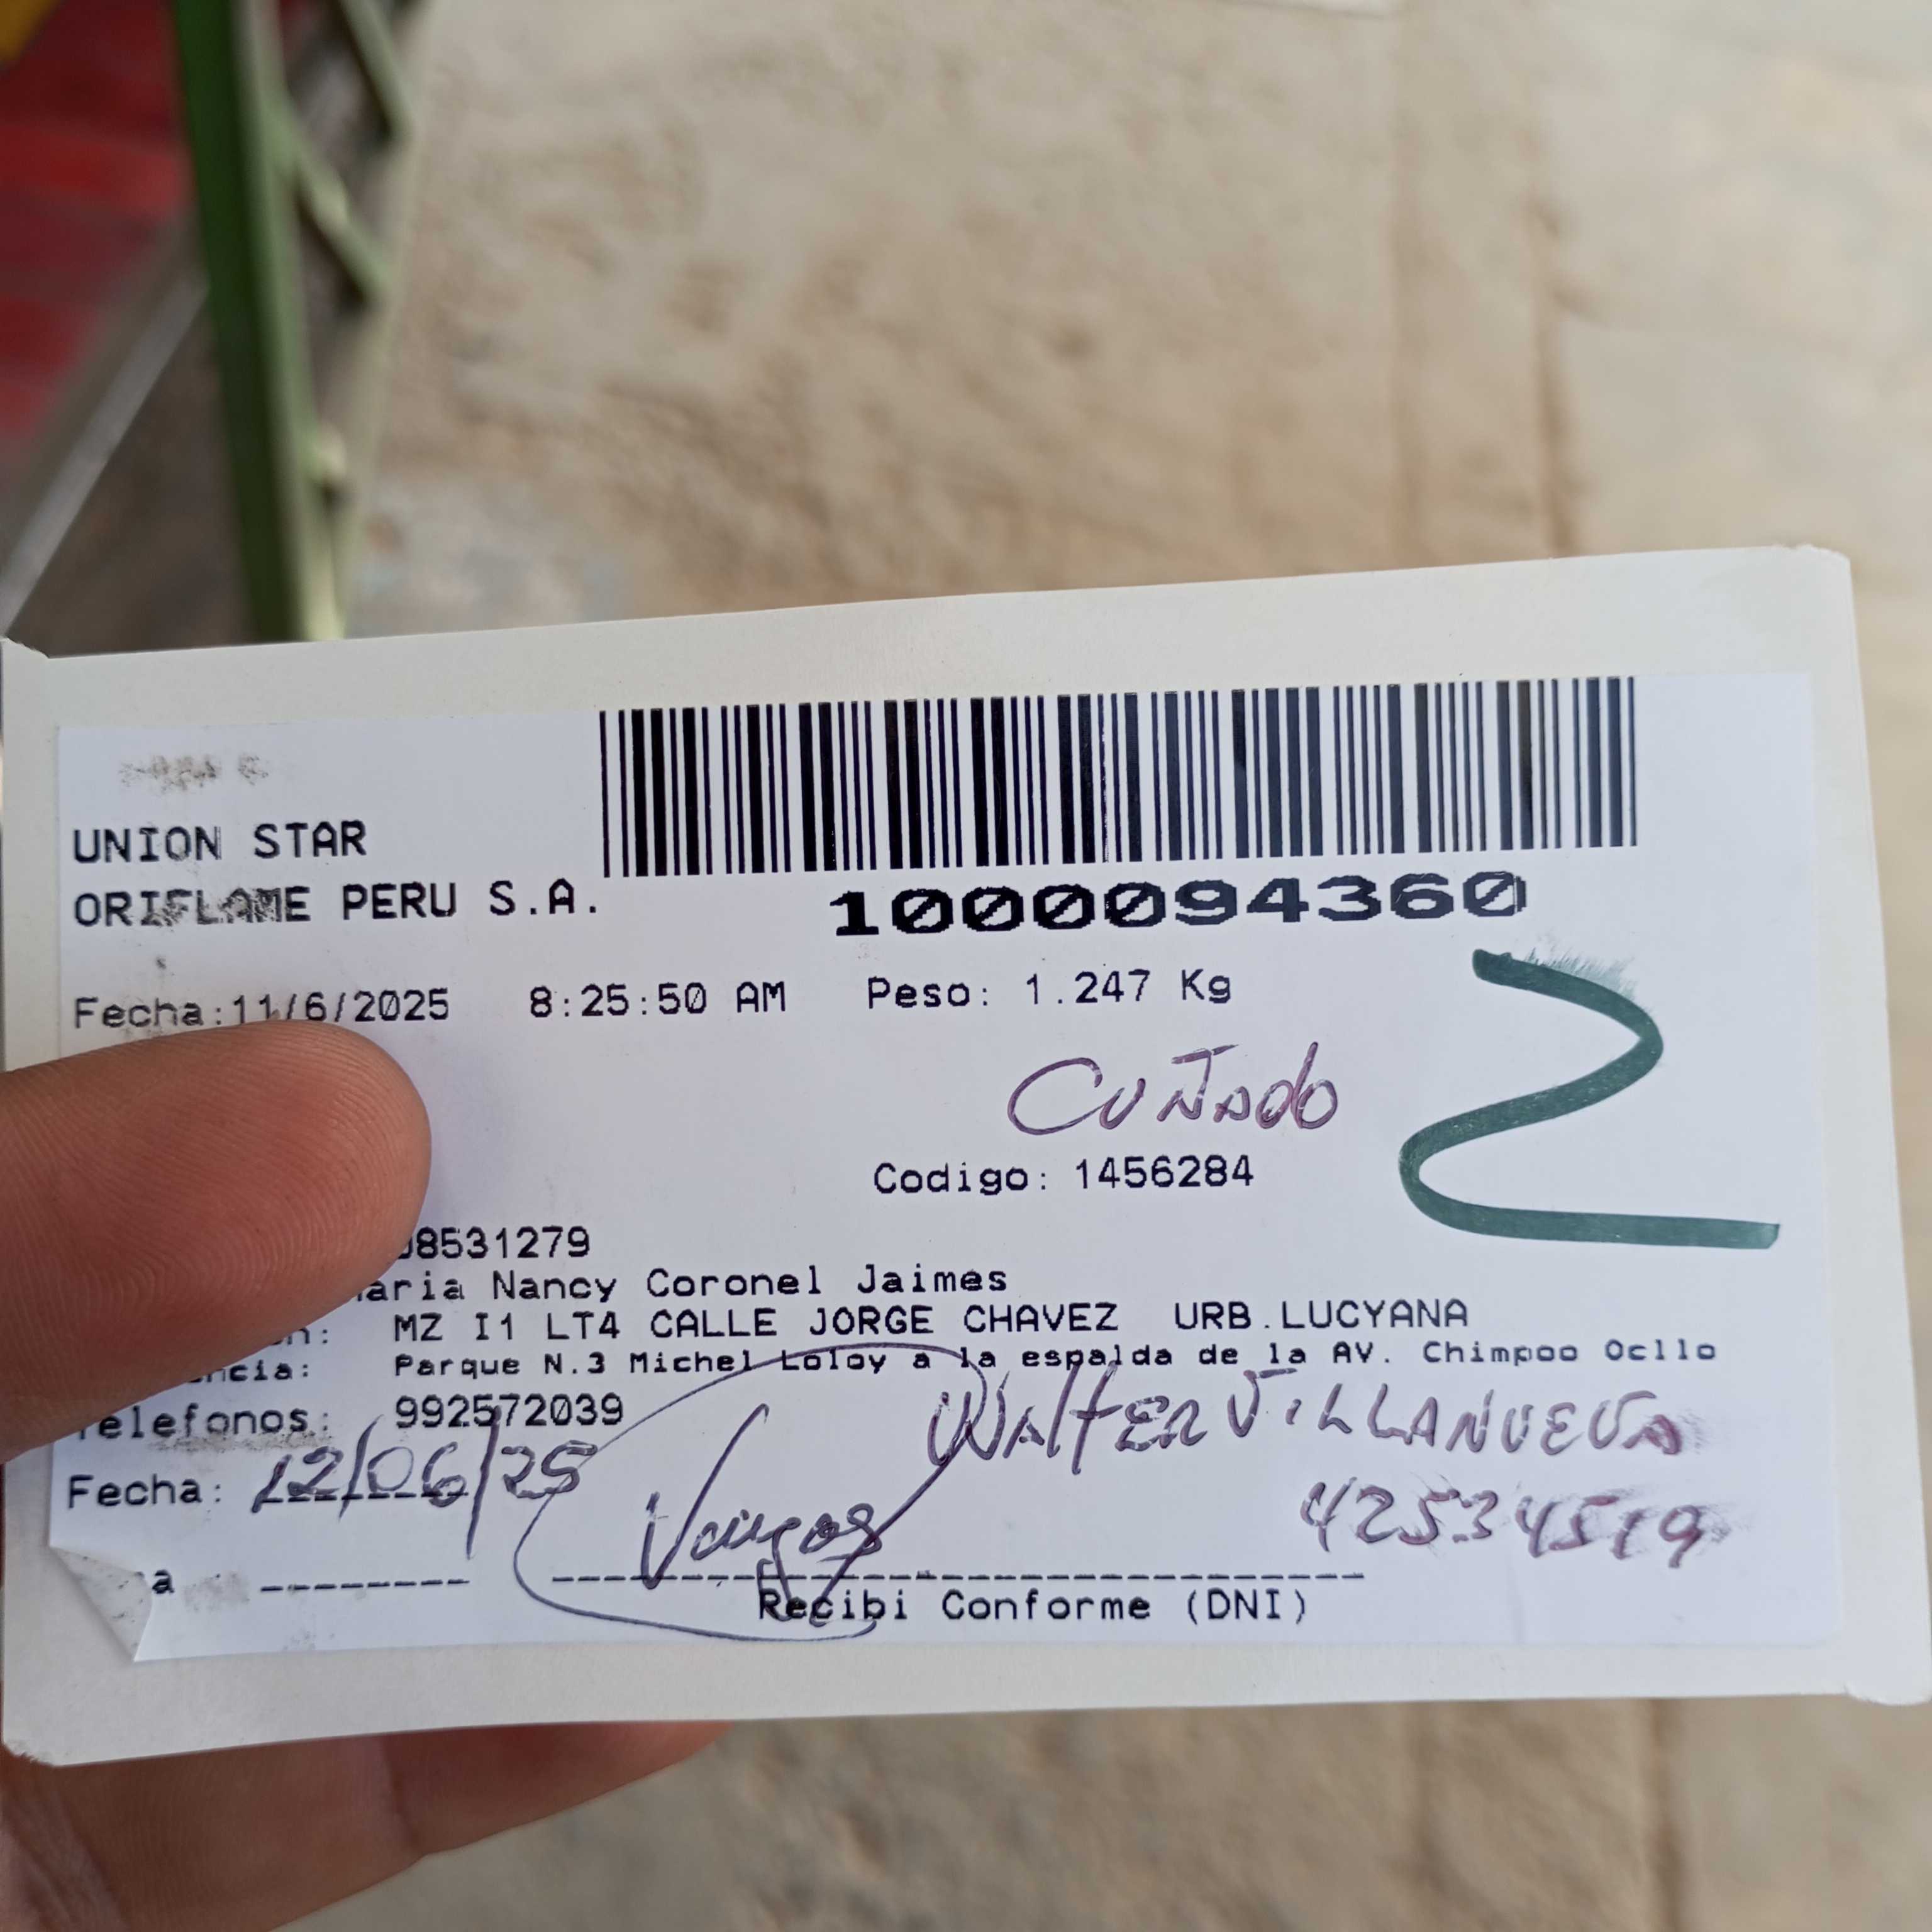 UNION STAR
ORIFLAME PERU S.A.
1000094360
Fecha:11/6/2025 8:25:50 AM Peso: 1.247 Kg
CUÑADO
Codigo: 1456284
8531279
aria Nancy Coronel Jaimes
n: MZ I1 LT4 CALLE JORGE CHAVEZ URB.LUCYANA
ncia: Parque N.3 Michel Loloy a la espalda de la AV. Chimpoo Ocllo
Telefonos: 992572039
WALTER VILLANUEVA
Fecha: 12/06/25
42534519
a
Recibi Conforme (DNI)